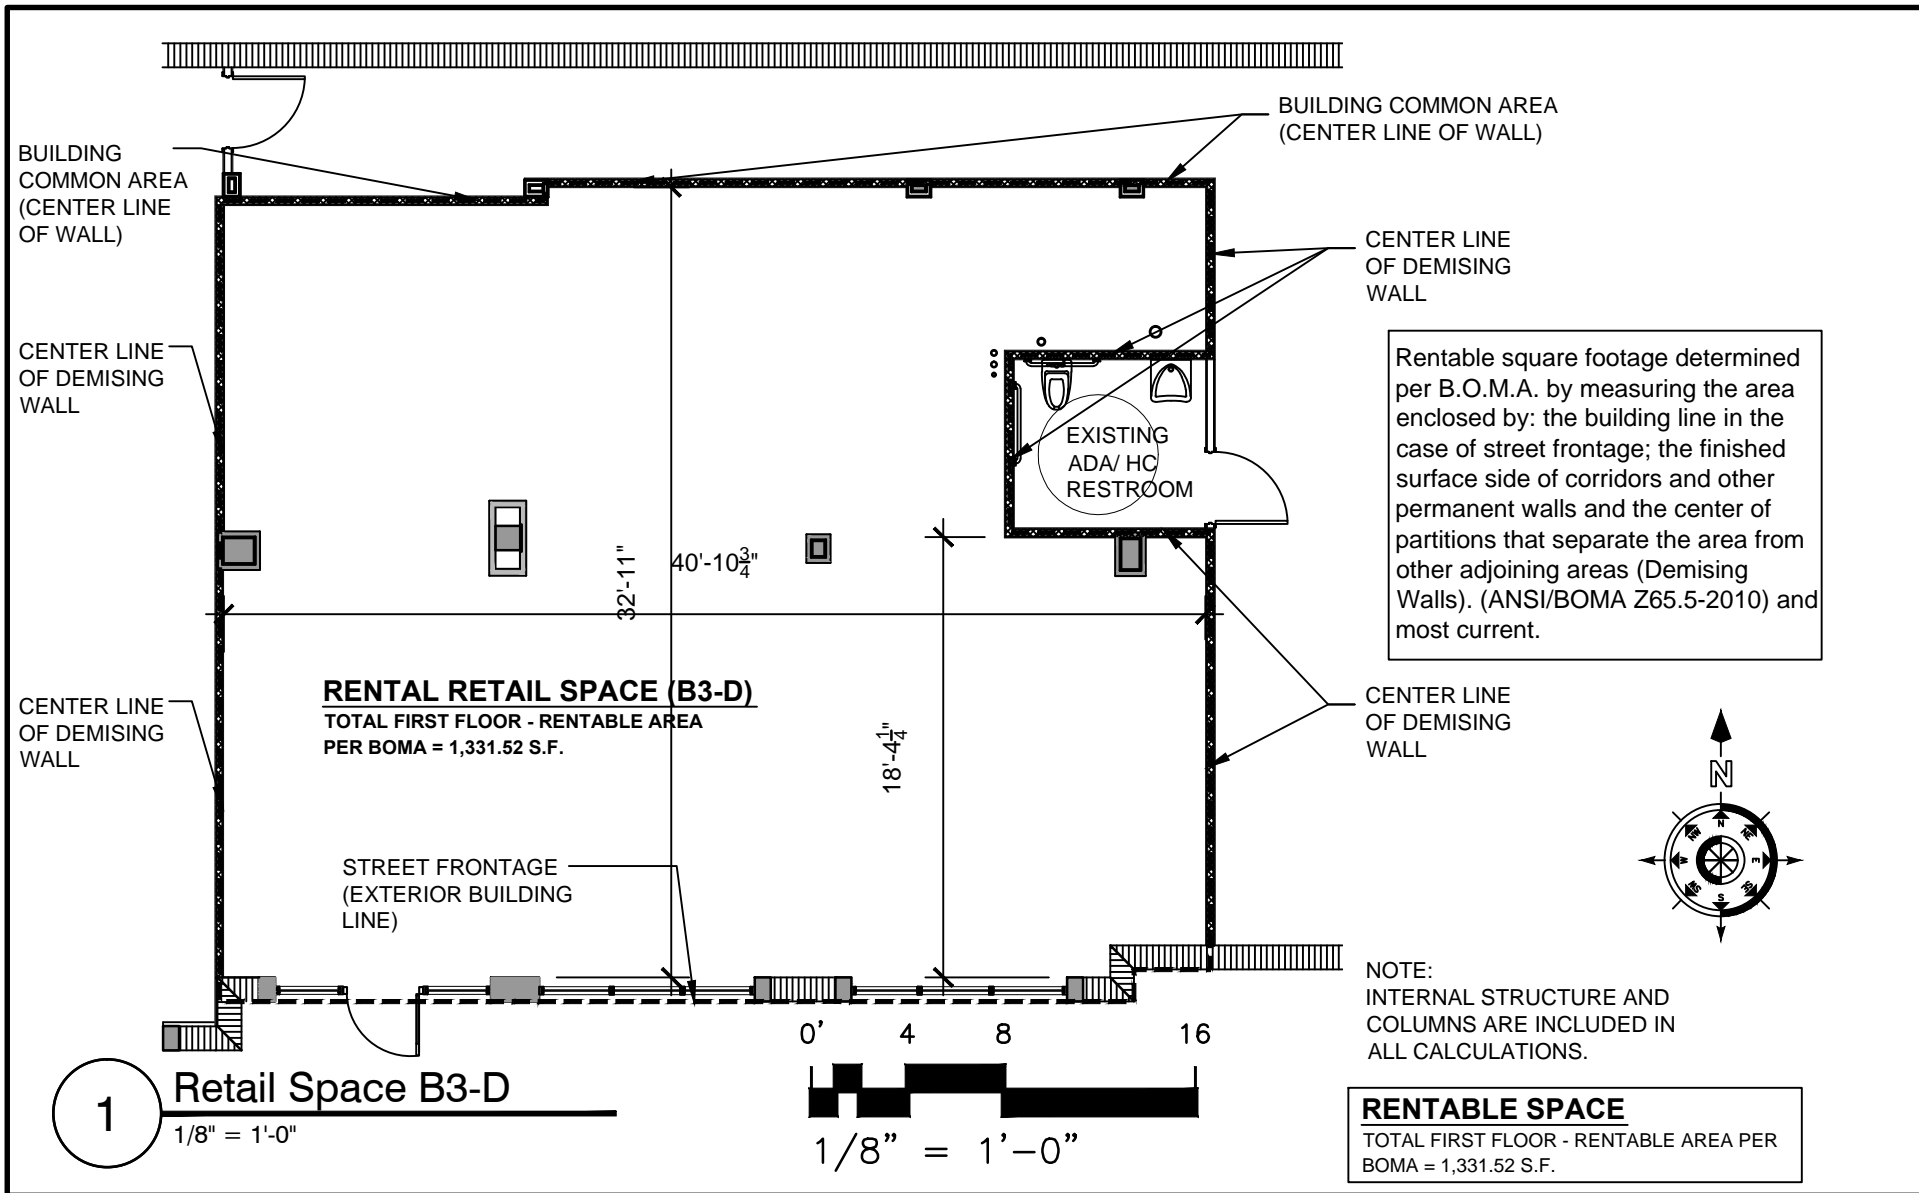 BUILDING COMMON AREA
(CENTER LINE OF WALL)
BUILDING
COMMON AREA
(CENTER LINE
OF WALL)
CENTER LINE
OF DEMISING
WALL
CENTER LINE
OF DEMISING
WALL
Rentable square footage determined
per B.O.M.A. by measuring the area
enclosed by: the building line in the
case of street frontage; the finished
surface side of corridors and other
permanent walls and the center of
partitions that separate the area from
other adjoining areas (Demising
Walls). (ANSI/BOMA Z65.5-2010) and
most current.
EXISTING
ADA/ HC
RESTROOM
32'-11"
40'-10¾"
RENTAL RETAIL SPACE (B3-D)
TOTAL FIRST FLOOR - RENTABLE AREA
PER BOMA = 1,331.52 S.F.
18'-4¼"
CENTER LINE
OF DEMISING
WALL
CENTER LINE
OF DEMISING
WALL
N
N
NE
E
SE
S
SW
W
NW
STREET FRONTAGE
(EXTERIOR BUILDING
LINE)
NOTE:
INTERNAL STRUCTURE AND
COLUMNS ARE INCLUDED IN
ALL CALCULATIONS.
0' 4 8 16
1/8" = 1'-0"
1
Retail Space B3-D
1/8" = 1'-0"
RENTABLE SPACE
TOTAL FIRST FLOOR - RENTABLE AREA PER
BOMA = 1,331.52 S.F.